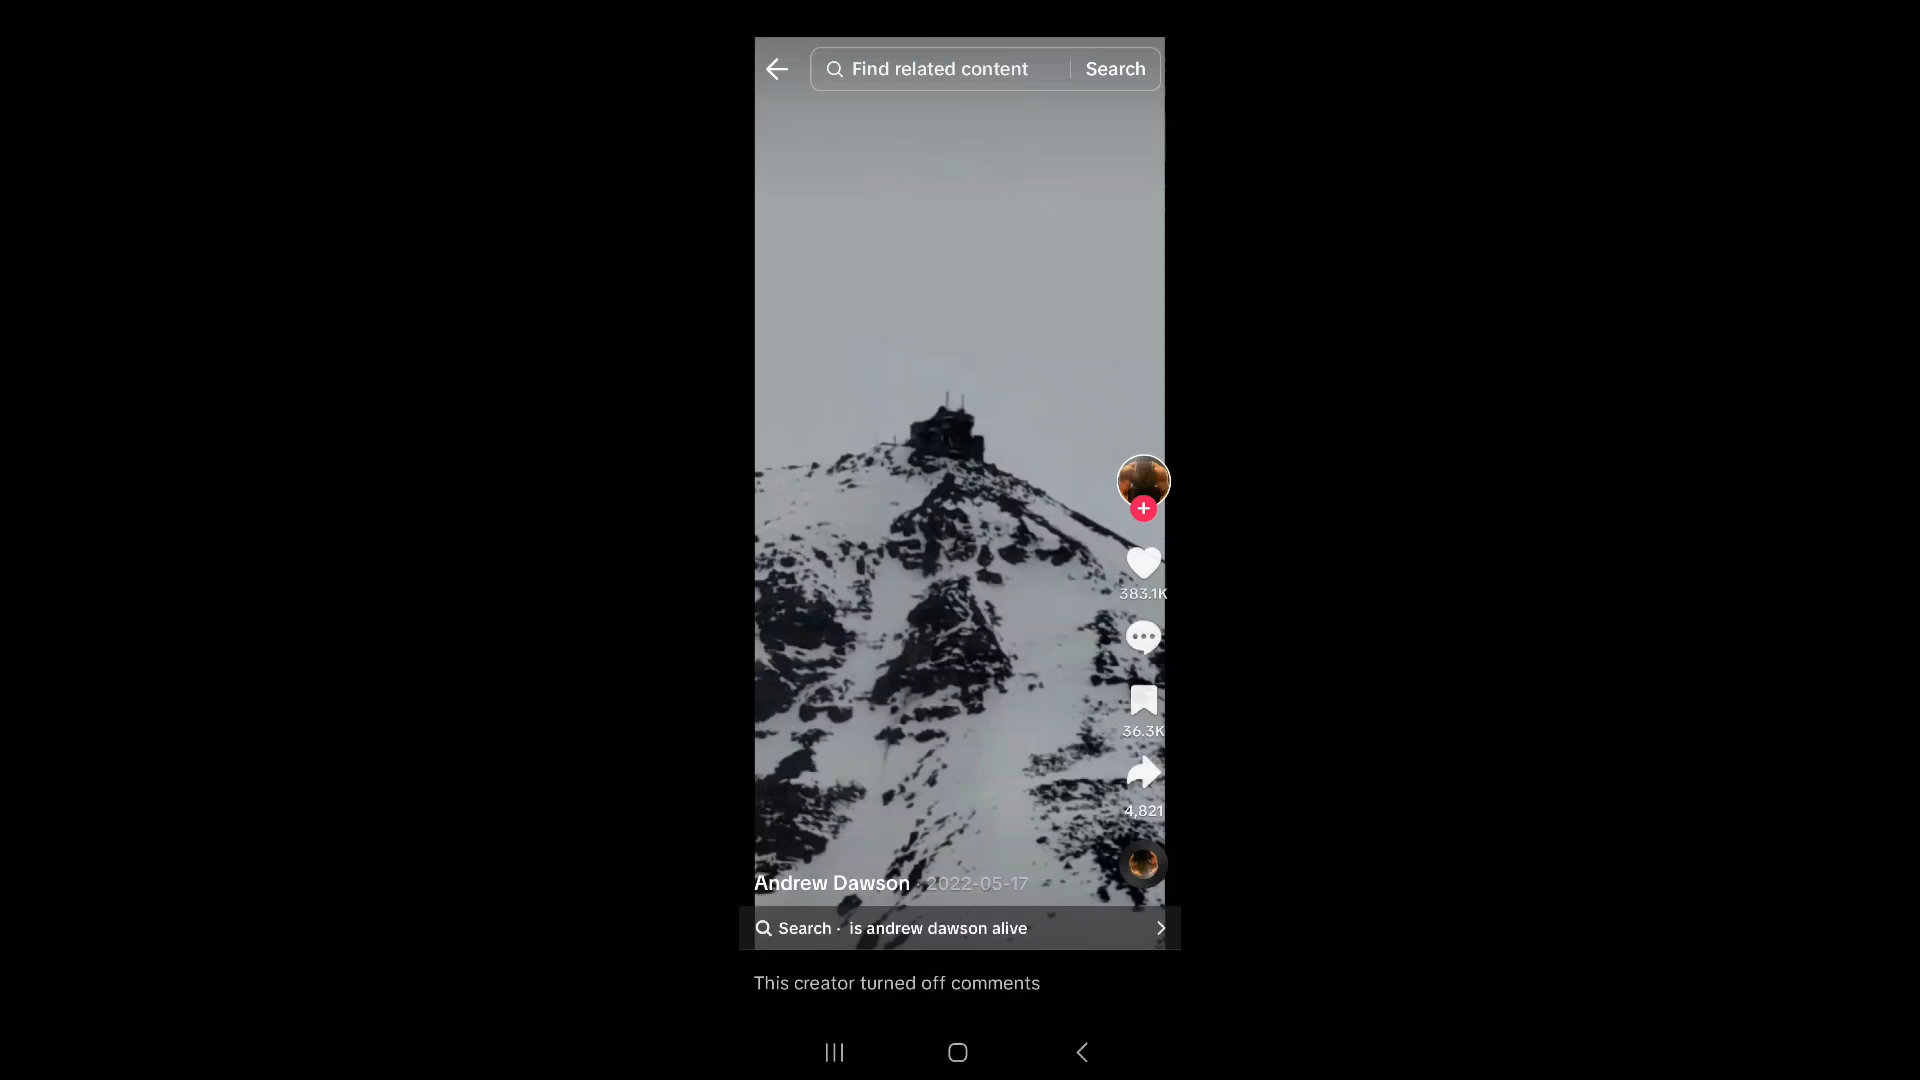 Find related content
Search
383.1K
36.3K
4,821
Andrew Dawson · 2022-05-17
Search · is andrew dawson alive
This creator turned off comments